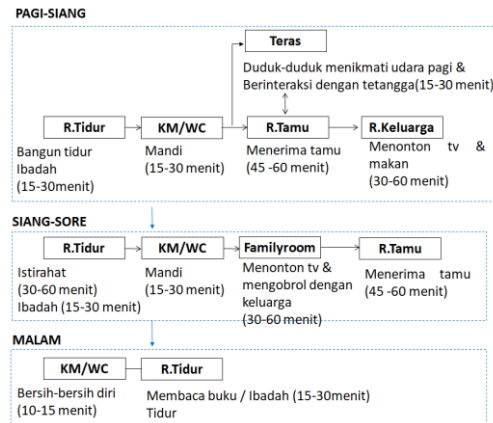 PAGI-SIANG
Teras
Duduk-duduk menikmati udara pagi &
Berinteraksi dengan tetangga(15-30 menit)
R.Tidur
Bangun tidur
Ibadah
(15-30menit)
KM/WC
Mandi
(15-30 menit)
R.Tamu
Menerima tamu
(45 -60 menit)
R.Keluarga
Menonton tv &
makan
(30-60 menit)
SIANG-SORE
R.Tidur
Istirahat
(30-60 menit)
Ibadah (15-30 menit)
KM/WC
Mandi
(15-30 menit)
Familyroom
Menonton tv &
mengobrol dengan
keluarga
(30-60 menit)
R.Tamu
Menerima tamu
(45 -60 menit)
MALAM
KM/WC
Bersih-bersih diri
(10-15 menit)
R.Tidur
Membaca buku / Ibadah (15-30menit)
Tidur